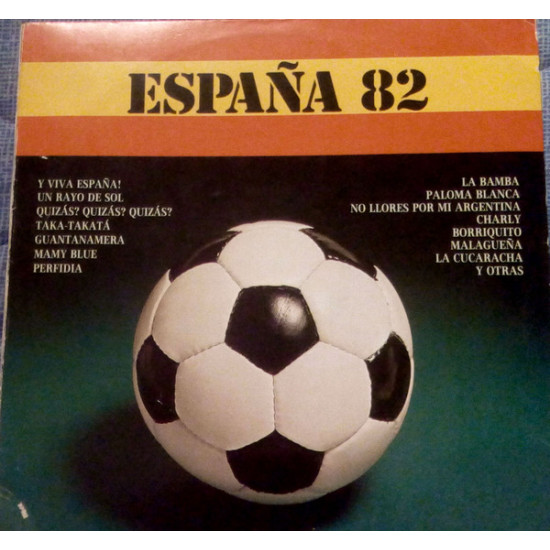 ESPAÑA 82
Y VIVA ESPAÑA!
UN RAYO DE SOL
QUIZÁS? QUIZÁS? QUIZÁS?
TAKA-TAKATÁ
GUANTANAMERA
MAMY BLUE
PERFIDIA
LA BAMBA
PALOMA BLANCA
NO LLORES POR MI ARGENTINA
CHARLY
BORRIQUITO
MALAGUEÑA
LA CUCARACHA
Y OTRAS